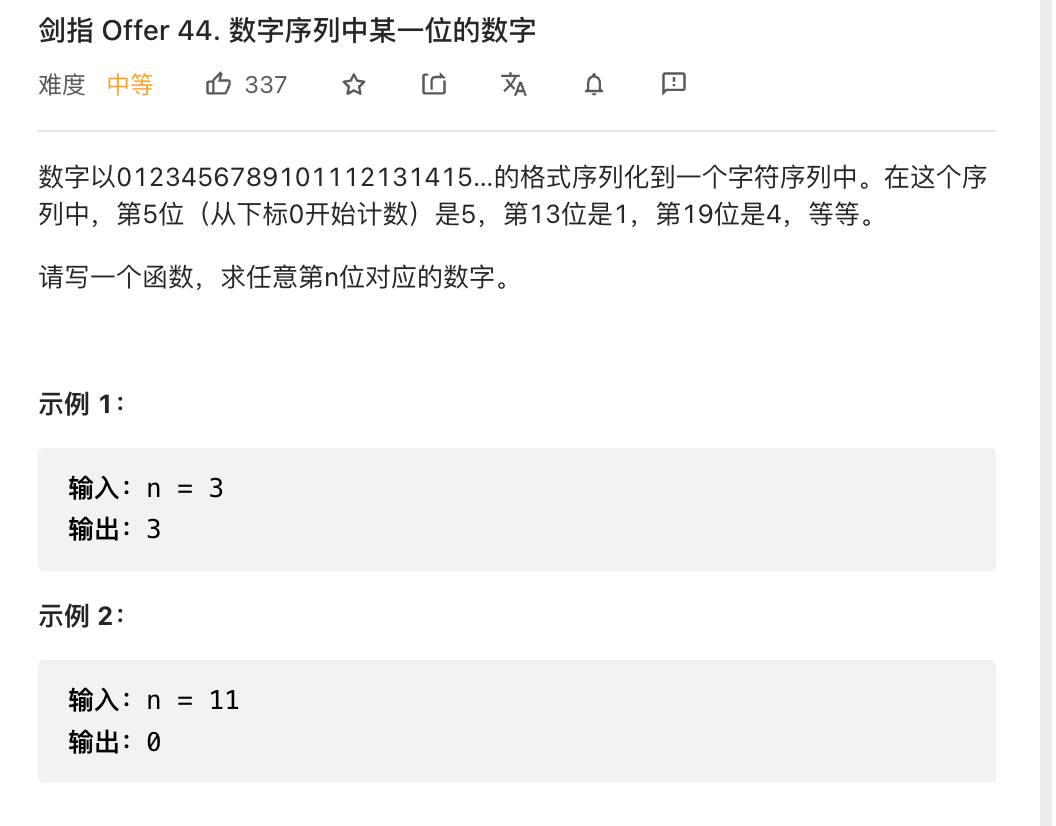 剑指 Offer 44. 数字序列中某一位的数字
难度 中等 337
数字以0123456789101112131415…的格式序列化到一个字符序列中。在这个序
列中，第5位（从下标0开始计数）是5，第13位是1，第19位是4，等等。
请写一个函数，求任意第n位对应的数字。
示例 1：
输入：n = 3
输出：3
示例 2：
输入：n = 11
输出：0